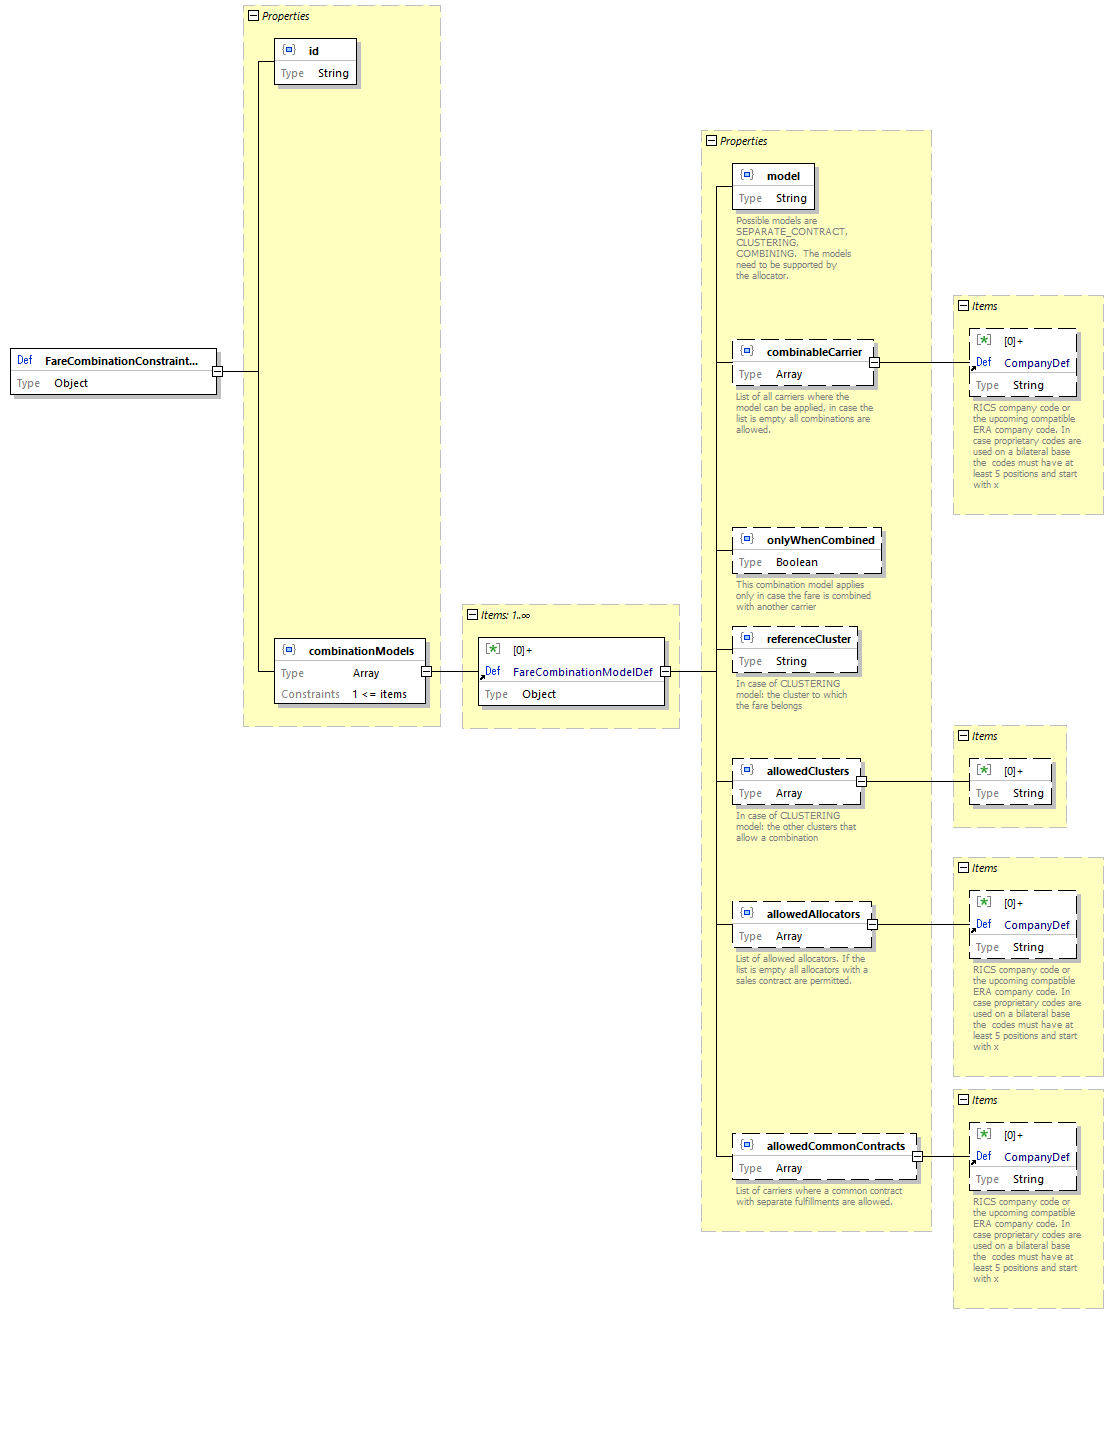 Properties
id
Type String
Def FareCombinationConstraint...
Type Object
combinationModels
Type Array
Constraints 1 <= items
Items: 1..∞
[0]+
Def FareCombinationModelDef
Type Object
Properties
model
Type String
Possible models are
SEPARATE_CONTRACT,
CLUSTERING,
COMBINING. The models
need to be supported by
the allocator.
combinableCarrier
Type Array
List of all carriers where the
model can be applied, in case the
list is empty all combinations are
allowed.
Items
[0]+
Def CompanyDef
Type String
RICS company code or
the upcoming compatible
ERA company code. In
case proprietary codes are
used on a bilateral base
the codes must have at
least 5 positions and start
with x
onlyWhenCombined
Type Boolean
This combination model applies
only in case the fare is combined
with another carrier
referenceCluster
Type String
In case of CLUSTERING
model: the cluster to which
the fare belongs
allowedClusters
Type Array
In case of CLUSTERING
model: the other clusters that
allow a combination
Items
[0]+
Type String
allowedAllocators
Type Array
List of allowed allocators. If the
list is empty all allocators with a
sales contract are permitted.
Items
[0]+
Def CompanyDef
Type String
RICS company code or
the upcoming compatible
ERA company code. In
case proprietary codes are
used on a bilateral base
the codes must have at
least 5 positions and start
with x
allowedCommonContracts
Type Array
List of carriers where a common contract
with separate fulfillments are allowed.
Items
[0]+
Def CompanyDef
Type String
RICS company code or
the upcoming compatible
ERA company code. In
case proprietary codes are
used on a bilateral base
the codes must have at
least 5 positions and start
with x